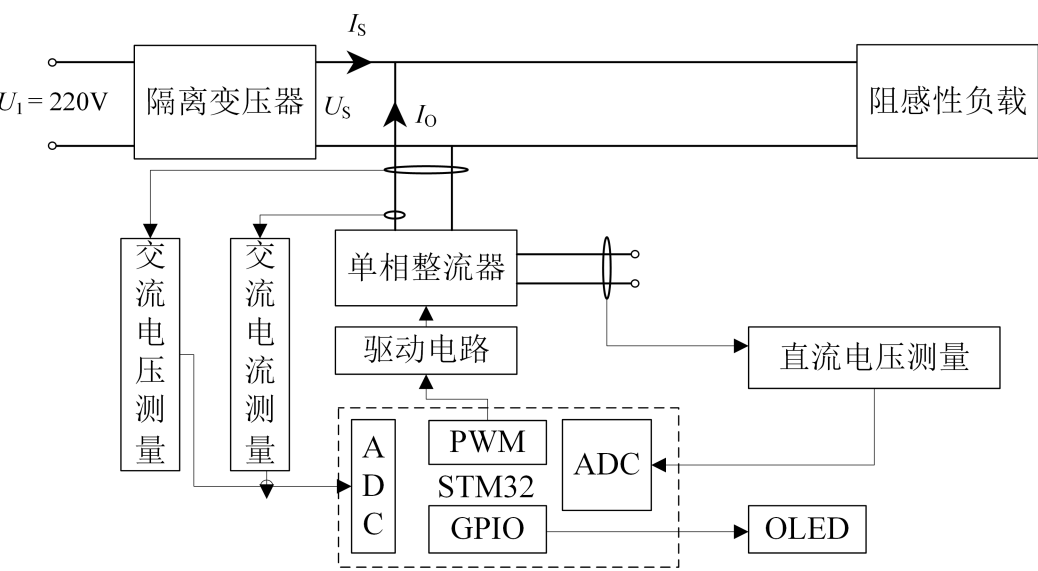 I_S
U_I = 220V
隔离变压器
U_S
I_O
阻感性负载
交流电压测量
交流电流测量
单相整流器
驱动电路
直流电压测量
ADC
PWM
STM32
GPIO
ADC
OLED